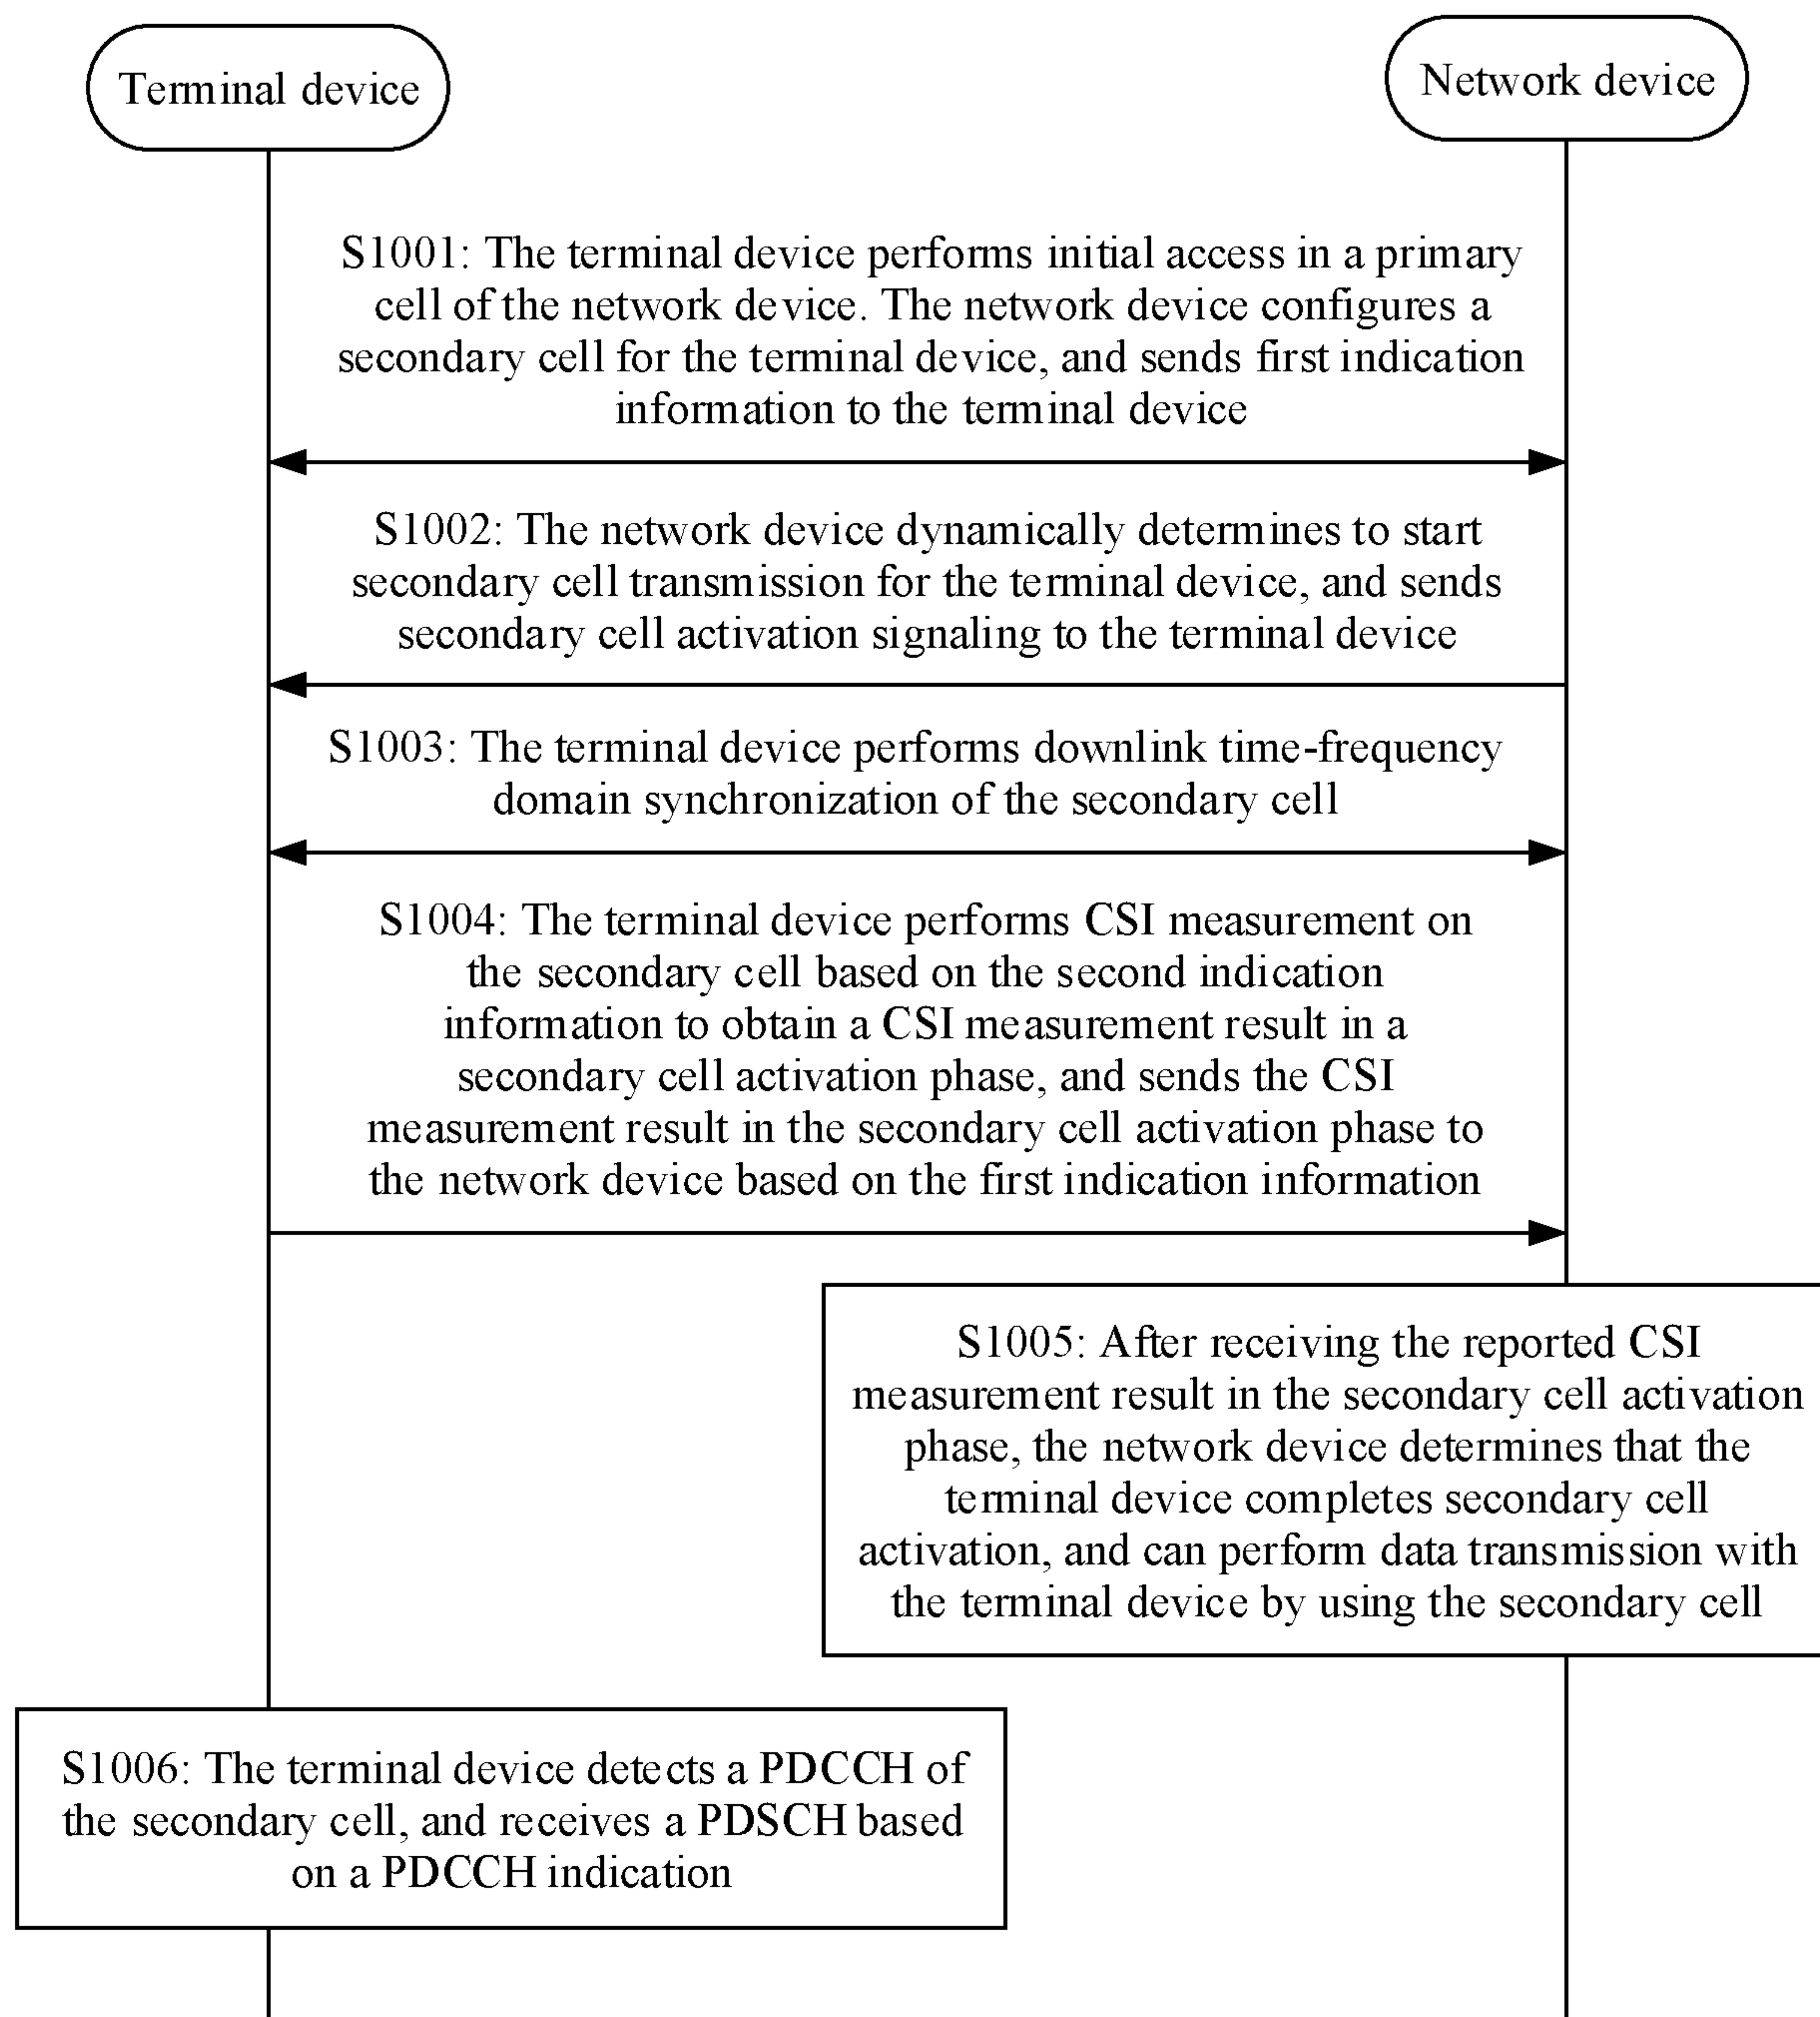 Terminal device
Network device
S1001: The terminal device performs initial access in a primary
cell of the network device. The network device configures a
secondary cell for the terminal device, and sends first indication
information to the terminal device
S1002: The network device dynamically determines to start
secondary cell transmission for the terminal device, and sends
secondary cell activation signaling to the terminal device
S1003: The terminal device performs downlink time-frequency
domain synchronization of the secondary cell
S1004: The terminal device performs CSI measurement on
the secondary cell based on the second indication
information to obtain a CSI measurement result in a
secondary cell activation phase, and sends the CSI
measurement result in the secondary cell activation phase to
the network device based on the first indication information
S1005: After receiving the reported CSI
measurement result in the secondary cell activation
phase, the network device determines that the
terminal device completes secondary cell
activation, and can perform data transmission with
the terminal device by using the secondary cell
S1006: The terminal device detects a PDCCH of
the secondary cell, and receives a PDSCH based
on a PDCCH indication